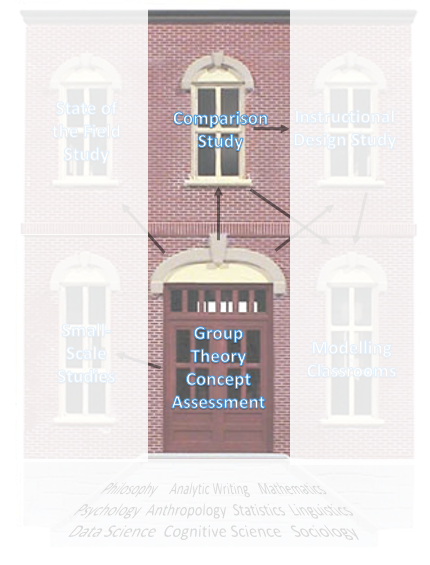 State of
the Field
Study
Comparison
Study
Instructional
Design Study
Small
Scale
Studies
Group
Theory
Concept
Assessment
Modelling
Classrooms
Philosophy Analytic Writing Mathematics
Psychology Anthropology Statistics Linguistics
Data Science Cognitive Science Sociology